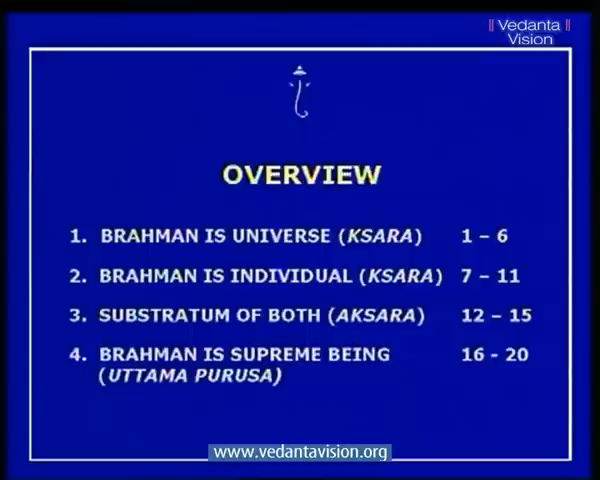 || Vedanta ||
Vision
OVERVIEW
1. BRAHMAN IS UNIVERSE (KSARA) 1 – 6
2. BRAHMAN IS INDIVIDUAL (KSARA) 7 – 11
3. SUBSTRATUM OF BOTH (AKSARA) 12 – 15
4. BRAHMAN IS SUPREME BEING 16 - 20
(UTTAMA PURUSA)
www.vedantavision.org